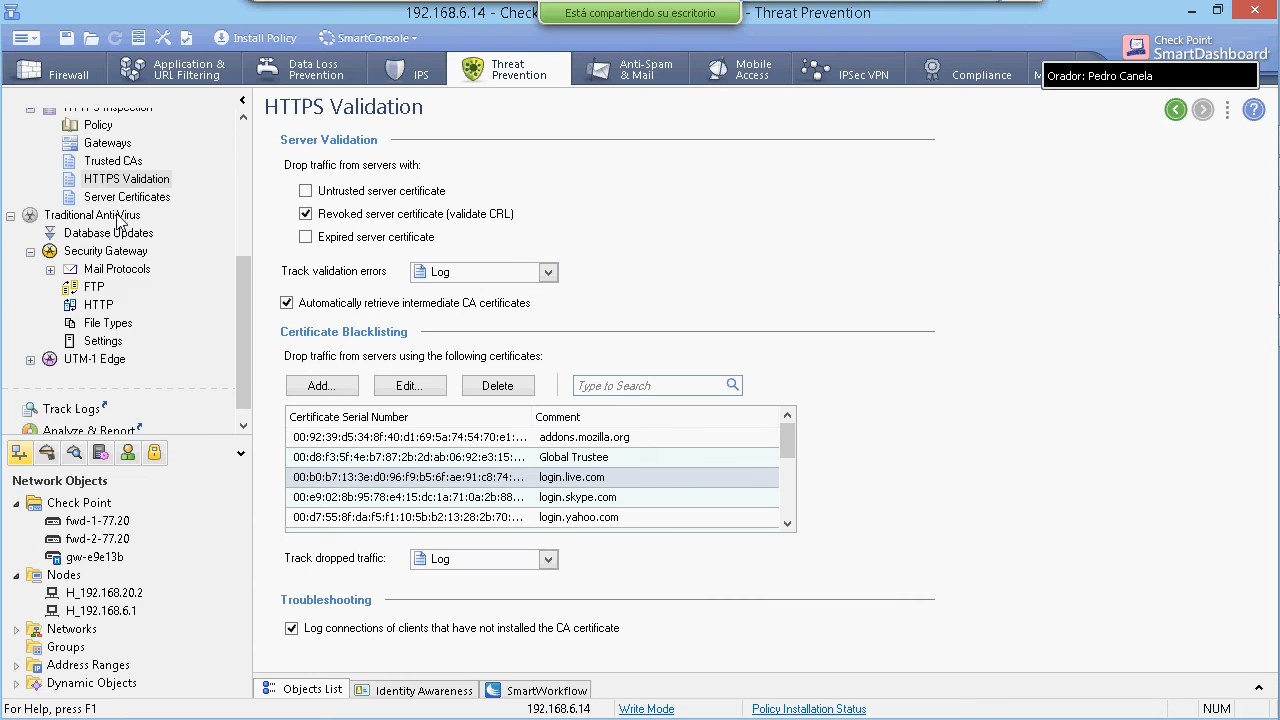 192.168.6.14 - Check
Está compartiendo su escritorio
- Threat Prevention
Install Policy
SmartConsole
Check Point
SmartDashboard
Firewall
Application &
URL Filtering
Data Loss
Prevention
IPS
Threat
Prevention
Anti-Spam
& Mail
Mobile
Access
IPSec VPN
Compliance
M
Orador: Pedro Canela
HTTPS Inspection
Policy
Gateways
Trusted CAs
HTTPS Validation
Server Certificates
Traditional AntiVirus
Database Updates
Security Gateway
Mail Protocols
FTP
HTTP
File Types
Settings
UTM-1 Edge
Track Logs
Analyze & Report
Network Objects
Check Point
fwd-1-77.20
fwd-2-77.20
gw-e9e13b
Nodes
H_192.168.20.2
H_192.168.6.1
Networks
Groups
Address Ranges
Dynamic Objects
HTTPS Validation
Server Validation
Drop traffic from servers with:
Untrusted server certificate
Revoked server certificate (validate CRL)
Expired server certificate
Track validation errors
Log
Automatically retrieve intermediate CA certificates
Certificate Blacklisting
Drop traffic from servers using the following certificates:
Add...
Edit...
Delete
Type to Search
Certificate Serial Number
Comment
00:92:39:d5:34:8f:40:d1:69:5a:74:54:70:e1:...
addons.mozilla.org
00:d8:f3:5f:4e:b7:87:2b:2d:ab:06:92:e3:15:...
Global Trustee
00:b0:b7:13:3e:d0:96:f9:b5:6f:ae:91:c8:74:...
login.live.com
00:e9:02:8b:95:78:e4:15:dc:1a:71:0a:2b:88...
login.skype.com
00:d7:55:8f:da:f5:f1:10:5b:b2:13:28:2b:70:...
login.yahoo.com
Track dropped traffic:
Log
Troubleshooting
Log connections of clients that have not installed the CA certificate
Objects List
Identity Awareness
SmartWorkflow
For Help, press F1
192.168.6.14
Write Mode
Policy Installation Status
NUM